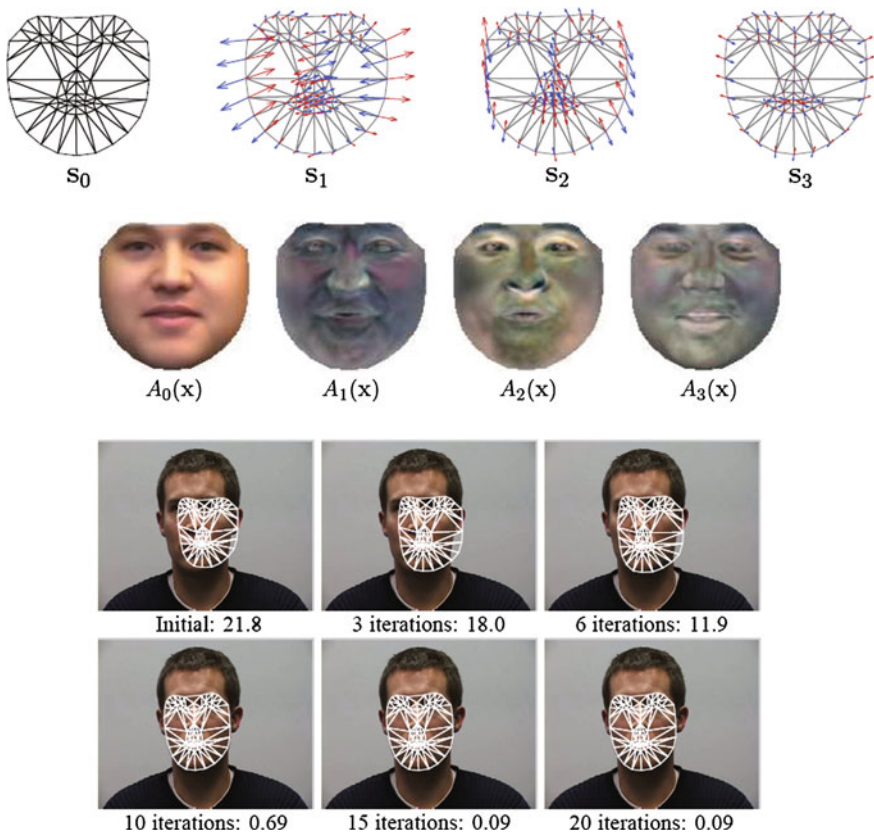 s₀ s₁ s₂ s₃
A₀(x) A₁(x) A₂(x) A₃(x)
Initial: 21.8 3 iterations: 18.0 6 iterations: 11.9
10 iterations: 0.69 15 iterations: 0.09 20 iterations: 0.09